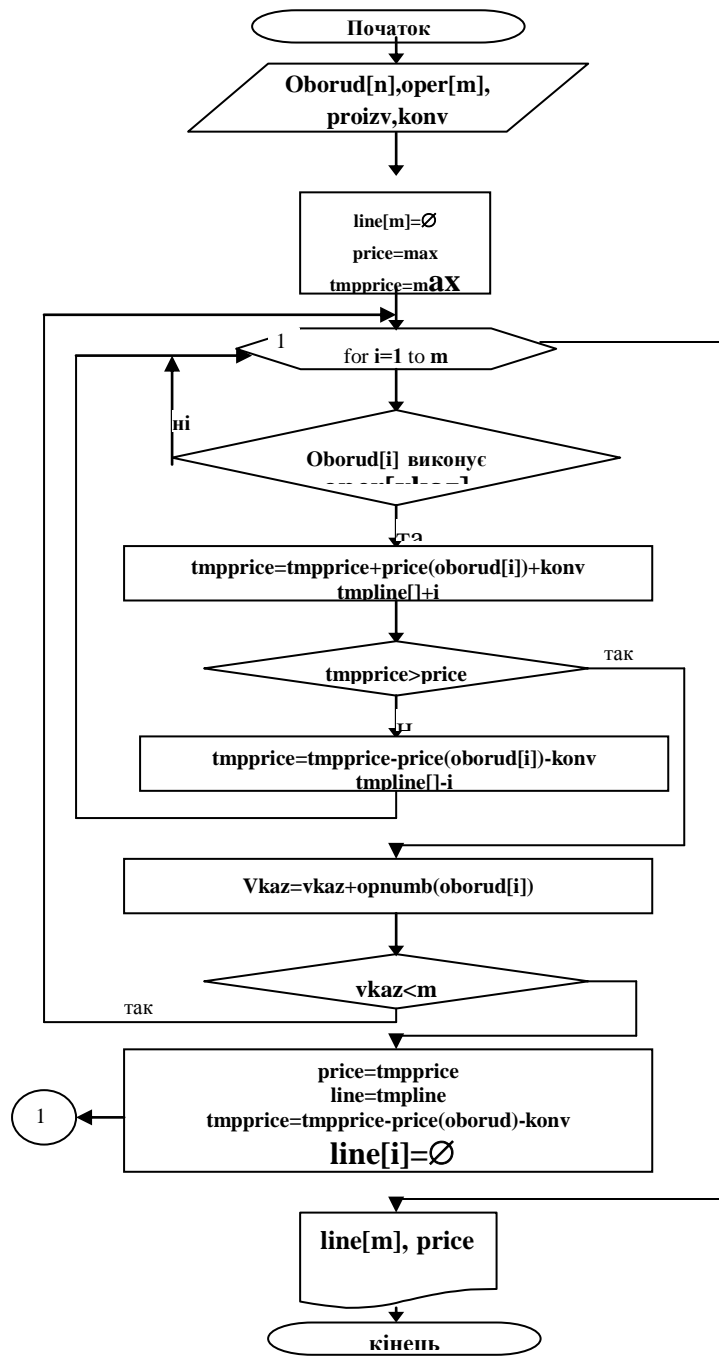 Початок
Oborud[n],oper[m],
proizv,konv
line[m]=∅
price=max
tmpprice=max
1
for i=1 to m
ні
Oborud[i] виконує
та
tmpprice=tmpprice+price(oborud[i])+konv
tmpline[]+i
tmpprice>price
так
н
tmpprice=tmpprice-price(oborud[i])-konv
tmpline[]-i
Vkaz=vkaz+opnumb(oborud[i])
vkaz<m
так
price=tmpprice
line=tmpline
tmpprice=tmpprice-price(oborud)-konv
line[i]=∅
1
line[m], price
кінець